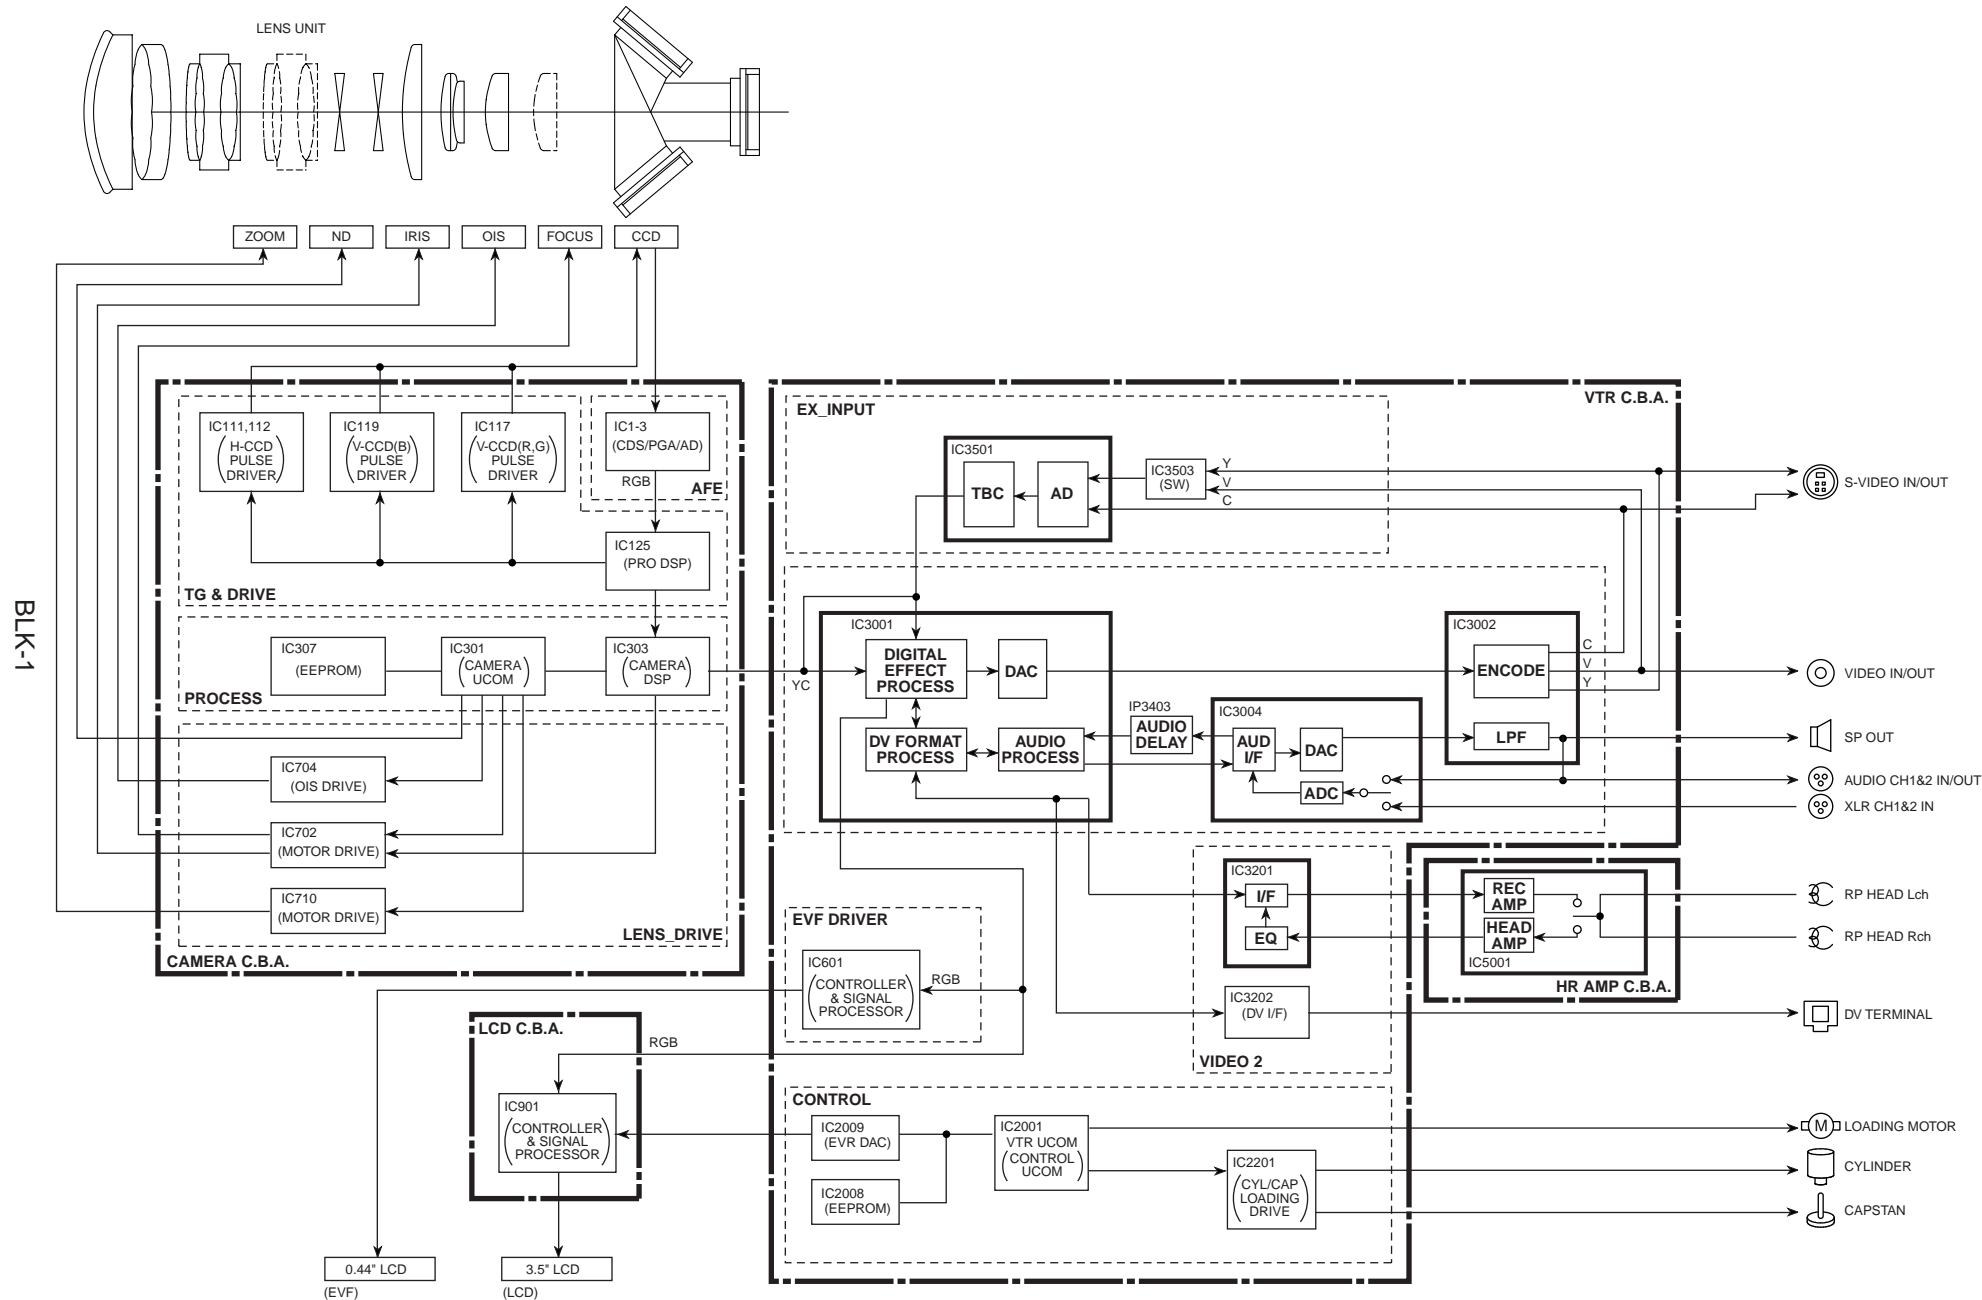 LENS UNIT
ZOOM
ND
IRIS
OIS
FOCUS
CCD
BLK-1
IC111,112
H-CCD
PULSE
DRIVER
IC119
V-CCD(B)
PULSE
DRIVER
IC117
V-CCD(R,G)
PULSE
DRIVER
IC1-3
(CDS/PGA/AD)
RGB
AFE
IC125
(PRO DSP)
TG & DRIVE
IC307
(EEPROM)
IC301
(CAMERA
UCOM)
IC303
(CAMERA
DSP)
PROCESS
IC704
(OIS DRIVE)
IC702
(MOTOR DRIVE)
IC710
(MOTOR DRIVE)
LENS_DRIVE
CAMERA C.B.A.
VTR C.B.A.
EX_INPUT
IC3501
TBC
AD
IC3503
(SW)
Y
V
C
S-VIDEO IN/OUT
YC
IC3001
DIGITAL
EFFECT
PROCESS
DAC
DV FORMAT
PROCESS
AUDIO
PROCESS
IP3403
AUDIO
DELAY
IC3004
AUD
I/F
DAC
ADC
IC3002
ENCODE
C
V
Y
LPF
VIDEO IN/OUT
SP OUT
AUDIO CH1&2 IN/OUT
XLR CH1&2 IN
IC3201
I/F
EQ
REC
AMP
HEAD
AMP
IC5001
HR AMP C.B.A.
RP HEAD Lch
RP HEAD Rch
IC3202
(DV I/F)
VIDEO 2
DV TERMINAL
EVF DRIVER
IC601
(CONTROLLER
& SIGNAL
PROCESSOR)
RGB
LCD C.B.A.
RGB
IC901
(CONTROLLER
& SIGNAL
PROCESSOR)
CONTROL
IC2009
(EVR DAC)
IC2008
(EEPROM)
IC2001
VTR UCOM
(CONTROL
UCOM)
IC2201
(CYL/CAP
LOADING
DRIVE)
M
LOADING MOTOR
CYLINDER
CAPSTAN
0.44" LCD
(EVF)
3.5" LCD
(LCD)